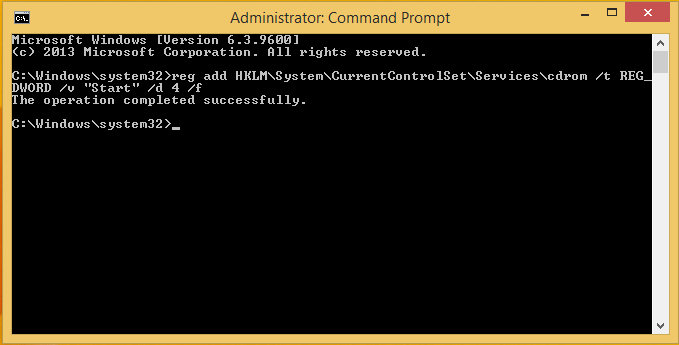 Administrator: Command Prompt
Microsoft Windows [Version 6.3.9600]
(c) 2013 Microsoft Corporation. All rights reserved.
C:\Windows\system32>reg add HKLM\System\CurrentControlSet\Services\cdrom /t REG_
DWORD /v "Start" /d 4 /f
The operation completed successfully.
C:\Windows\system32>_